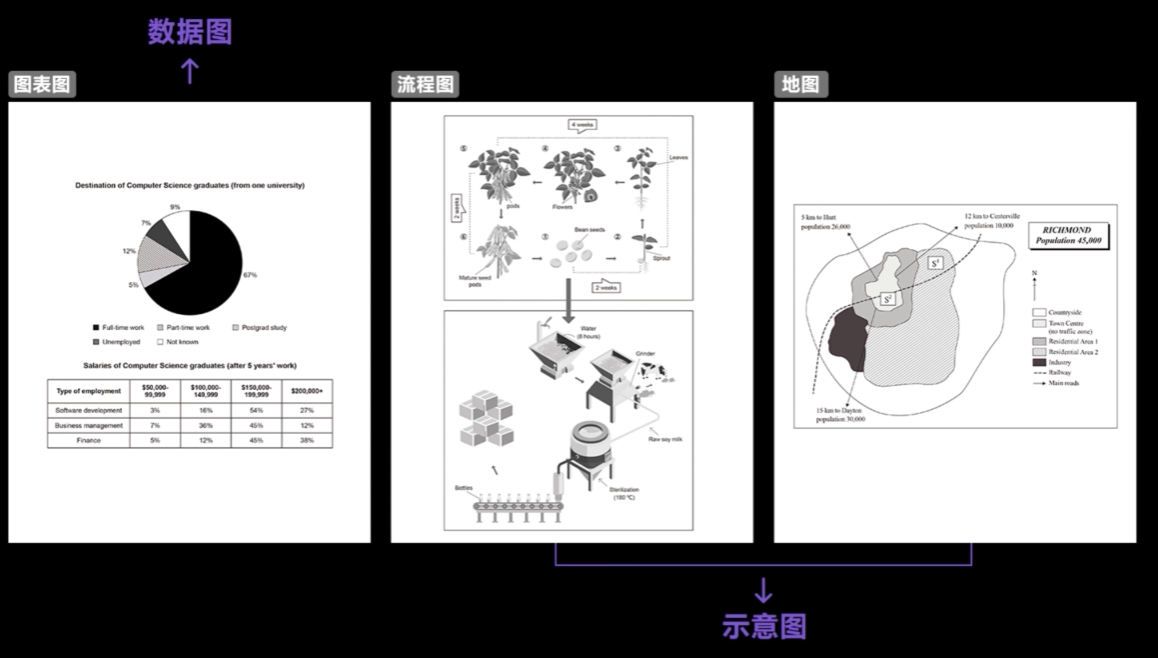 数据图
图表图
Destination of Computer Science graduates (from one university)
9%
7%
12%
5%
67%
Full-time work
Part-time work
Postgrad study
Unemployed
Not known
Salaries of Computer Science graduates (after 5 years' work)
Type of employment
$50,000-
99,999
$100,000-
149,999
$150,000-
199,999
$200,000+
Software development 3% 16% 54% 27%
Business management 7% 36% 45% 12%
Finance 5% 12% 45% 38%
流程图
4 weeks
⑤
④
③
Leaves
pods
Flowers
2 weeks
⑥
①
Bean seeds
②
Sprout
Mature seed
pods
2 weeks
Water
(8 hours)
Grinder
Raw soy milk
Sterilization
(180 °C)
Bottles
地图
5 km to Hurt
population 26,000
12 km to Centerville
population 10,000
RICHMOND
Population 45,000
S1
S2
N
Countryside
Town Centre
(no traffic zone)
Residential Area 1
Residential Area 2
Industry
Railway
Main roads
15 km to Dayton
population 30,000
示意图